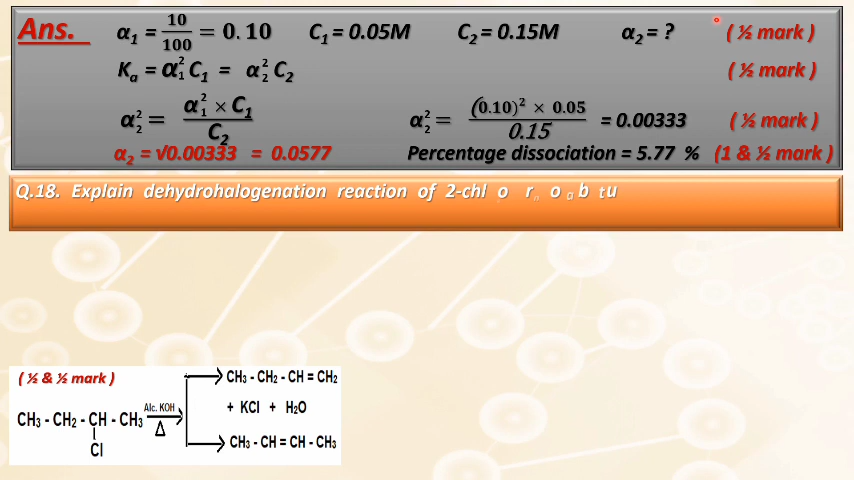 Ans. α₁ = 10/100 = 0.10 C₁ = 0.05M C₂ = 0.15M α₂ = ? ( ½ mark )
Kₐ = α₁² C₁ = α₂² C₂ ( ½ mark )
α₂² = α₁² × C₁ / C₂ α₂² = (0.10)² × 0.05 / 0.15 = 0.00333 ( ½ mark )
α₂ = √0.00333 = 0.0577 Percentage dissociation = 5.77 % (1 & ½ mark )
Q.18. Explain dehydrohalogenation reaction of 2-chl o r o a b t u
( ½ & ½ mark )
CH₃ - CH₂ - CH = CH₂
Alc. KOH
+ KCl + H₂O
CH₃ - CH₂ - CH - CH₃
Δ
Cl
CH₃ - CH = CH - CH₃